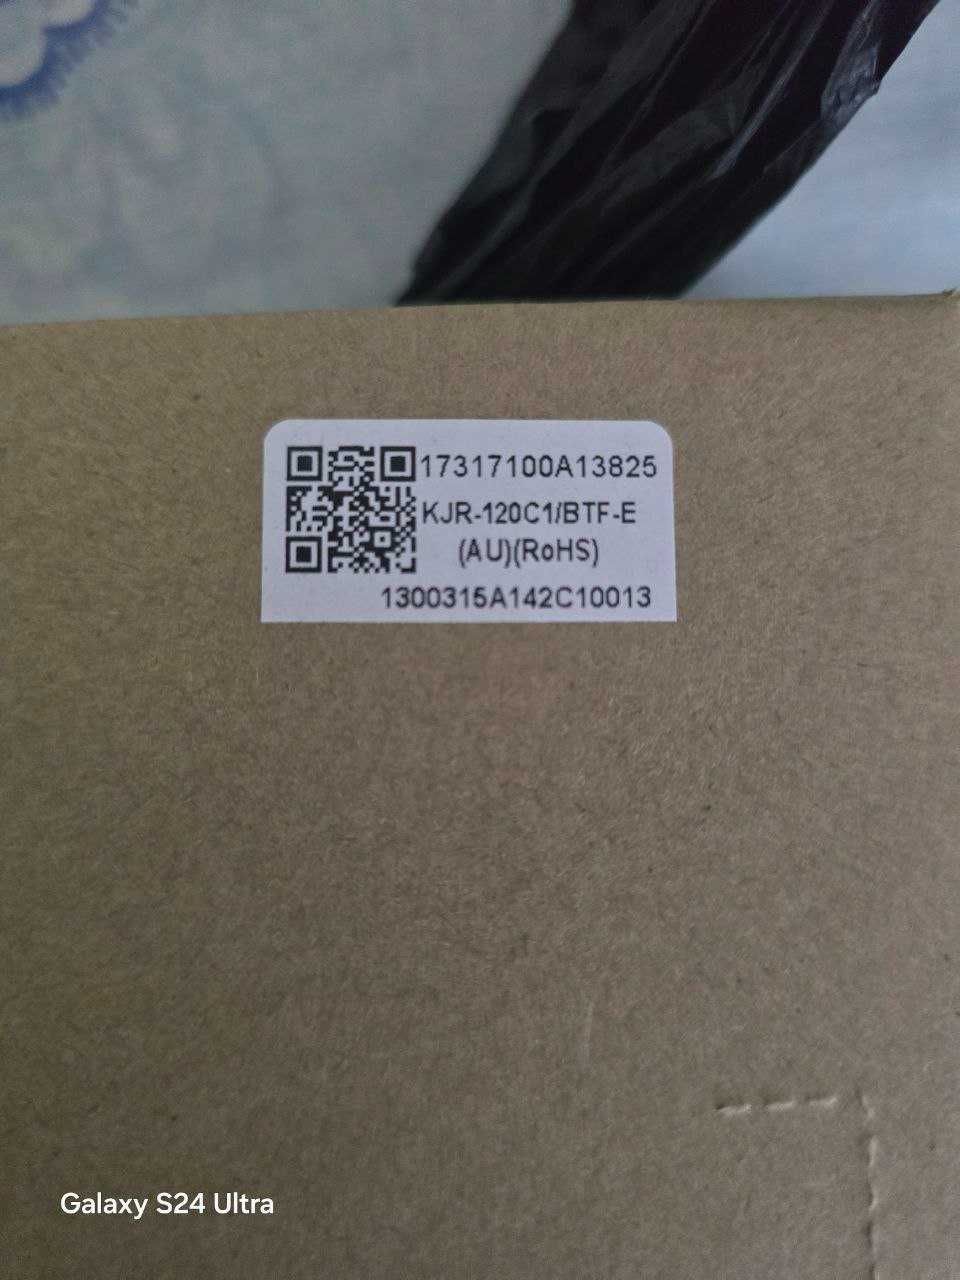 17317100A13825
KJR-120C1/BTF-E
(AU)(RoHS)
1300315A142C10013
Galaxy S24 Ultra